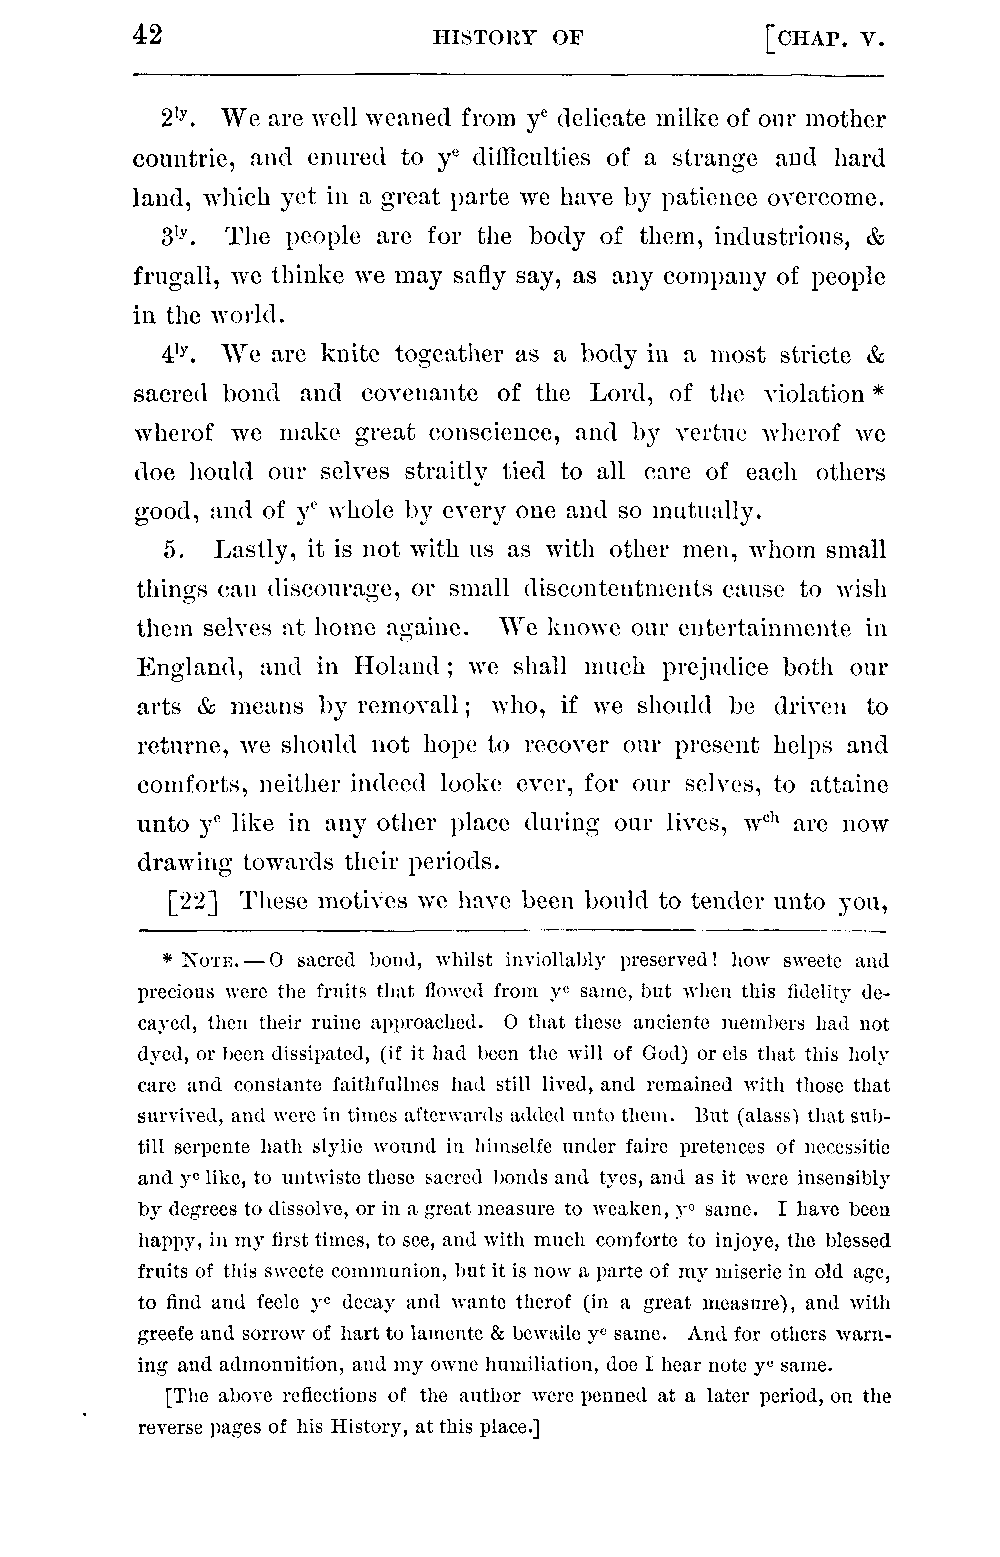 42 HISTORY OF [CHAP. V.
2ly. We are well weaned from ye delicate milke of our mother
countrie, and enured to ye difficulties of a strange and hard
land, which yet in a great parte we have by patience overcome.
3ly. The people are for the body of them, industrious, &
frugall, we thinke we may safly say, as any company of people
in the world.
4ly. We are knite togeather as a body in a most stricte &
sacred bond and covenante of the Lord, of the violation *
wherof we make great conscience, and by vertue wherof we
doe hould our selves straitly tied to all care of each others
good, and of ye whole by every one and so mutually.
5. Lastly, it is not with us as with other men, whom small
things can discourage, or small discontentments cause to wish
them selves at home againe. We knowe our entertainmente in
England, and in Holand; we shall much prejudice both our
arts & means by removall; who, if we should be driven to
returne, we should not hope to recover our present helps and
comforts, neither indeed looke ever, for our selves, to attaine
unto ye like in any other place during our lives, wch are now
drawing towards their periods.
[22] These motives we have been bould to tender unto you,
* NOTE. — O sacred bond, whilst inviollably preserved! how sweete and
precious were the fruits that flowed from ye same, but when this fidelity de-
cayed, then their ruine approached. O that these anciente members had not
dyed, or been dissipated, (if it had been the will of God) or els that this holy
care and constante faithfullnes had still lived, and remained with those that
survived, and were in times afterwards added unto them. But (alass) that sub-
till serpente hath slylie wound in himselfe under faire pretences of necessitie
and ye like, to untwiste these sacred bonds and tyes, and as it were insensibly
by degrees to dissolve, or in a great measure to weaken, ye same. I have been
happy, in my first times, to see, and with much comforte to injoye, the blessed
fruits of this sweete communion, but it is now a parte of my miserie in old age,
to find and feele ye decay and wante therof (in a great measure), and with
greefe and sorrow of hart to lamente & bewaile ye same. And for others warn-
ing and admonnition, and my owne humiliation, doe I hear note ye same.
[The above reflections of the author were penned at a later period, on the
reverse pages of his History, at this place.]